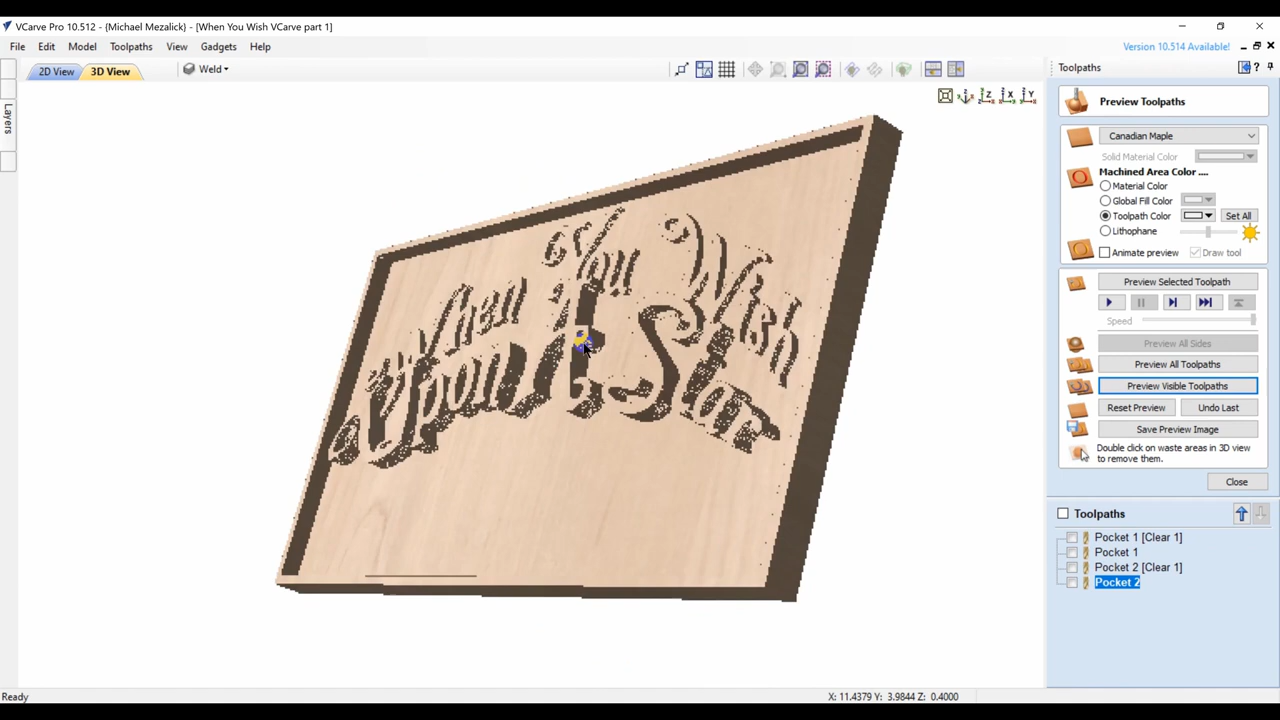 VCarve Pro 10.512 - {Michael Mezalick} - [When You Wish VCarve part 1]
File Edit Model Toolpaths View Gadgets Help
Version 10.514 Available!
2D View 3D View Weld
Toolpaths
Layers
Z X Y
Preview Toolpaths
Canadian Maple
Solid Material Color
Machined Area Color ....
Material Color
Global Fill Color
Toolpath Color Set All
Lithophane
Animate preview Draw tool
Preview Selected Toolpath
Speed
Preview All Sides
Preview All Toolpaths
Preview Visible Toolpaths
Reset Preview Undo Last
Save Preview Image
Double click on waste areas in 3D view
to remove them.
Close
When You Wish
Upon A Star
Toolpaths
Pocket 1 [Clear 1]
Pocket 1
Pocket 2 [Clear 1]
Pocket 2
Ready
X: 11.4379 Y: 3.9844 Z: 0.4000